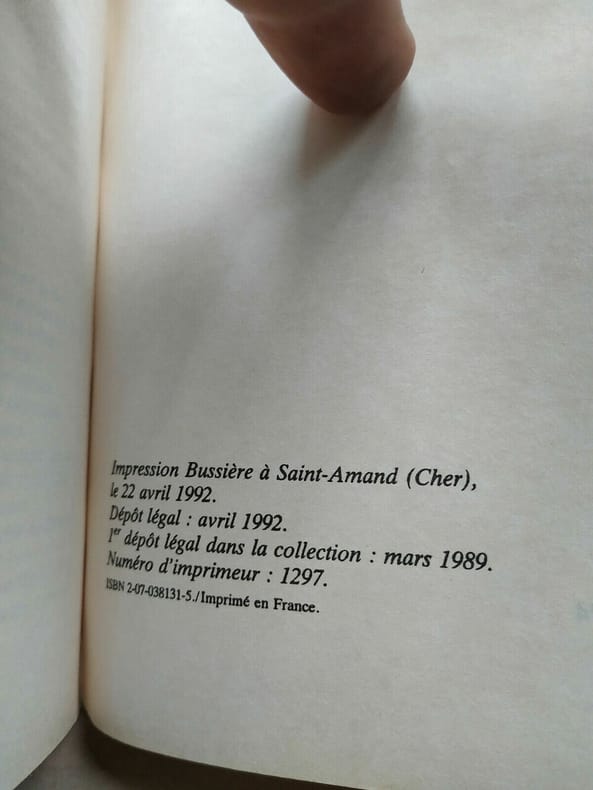 Impression Bussière à Saint-Amand (Cher),
le 22 avril 1992.
Dépôt légal : avril 1992.
1er dépôt légal dans la collection : mars 1989.
Numéro d'imprimeur : 1297.
ISBN 2-07-038131-5./Imprimé en France.